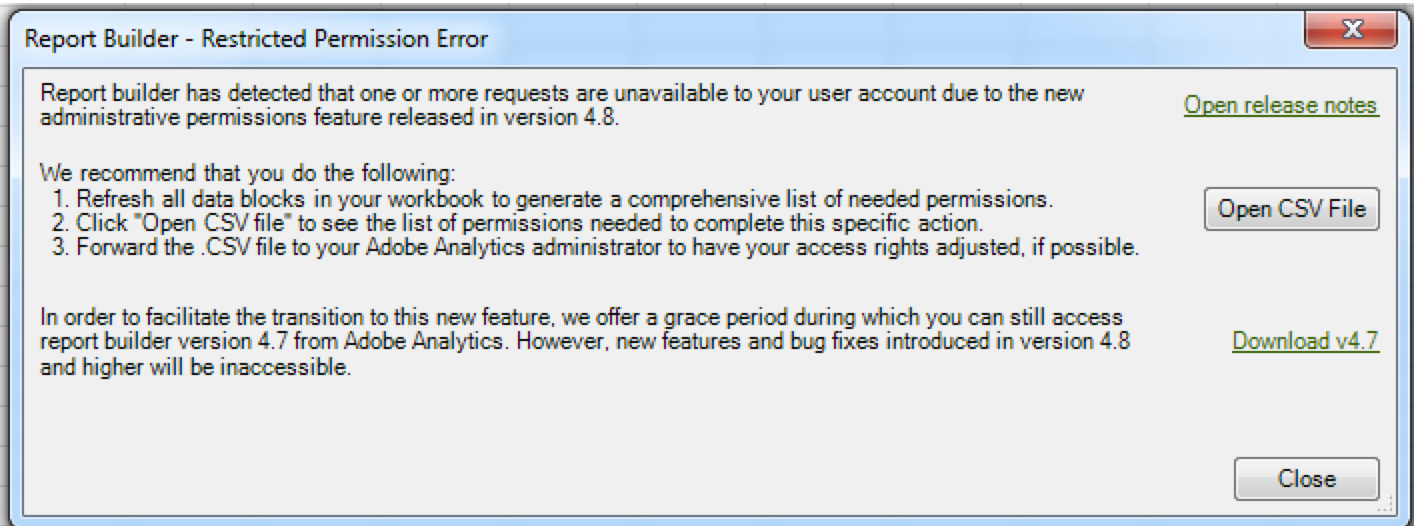 Report Builder - Restricted Permission Error
Report builder has detected that one or more requests are unavailable to your user account due to the new
administrative permissions feature released in version 4.8.
Open release notes
We recommend that you do the following:
1. Refresh all data blocks in your workbook to generate a comprehensive list of needed permissions.
2. Click "Open CSV file" to see the list of permissions needed to complete this specific action.
3. Forward the .CSV file to your Adobe Analytics administrator to have your access rights adjusted, if possible.
Open CSV File
In order to facilitate the transition to this new feature, we offer a grace period during which you can still access
report builder version 4.7 from Adobe Analytics. However, new features and bug fixes introduced in version 4.8
and higher will be inaccessible.
Download v4.7
Close